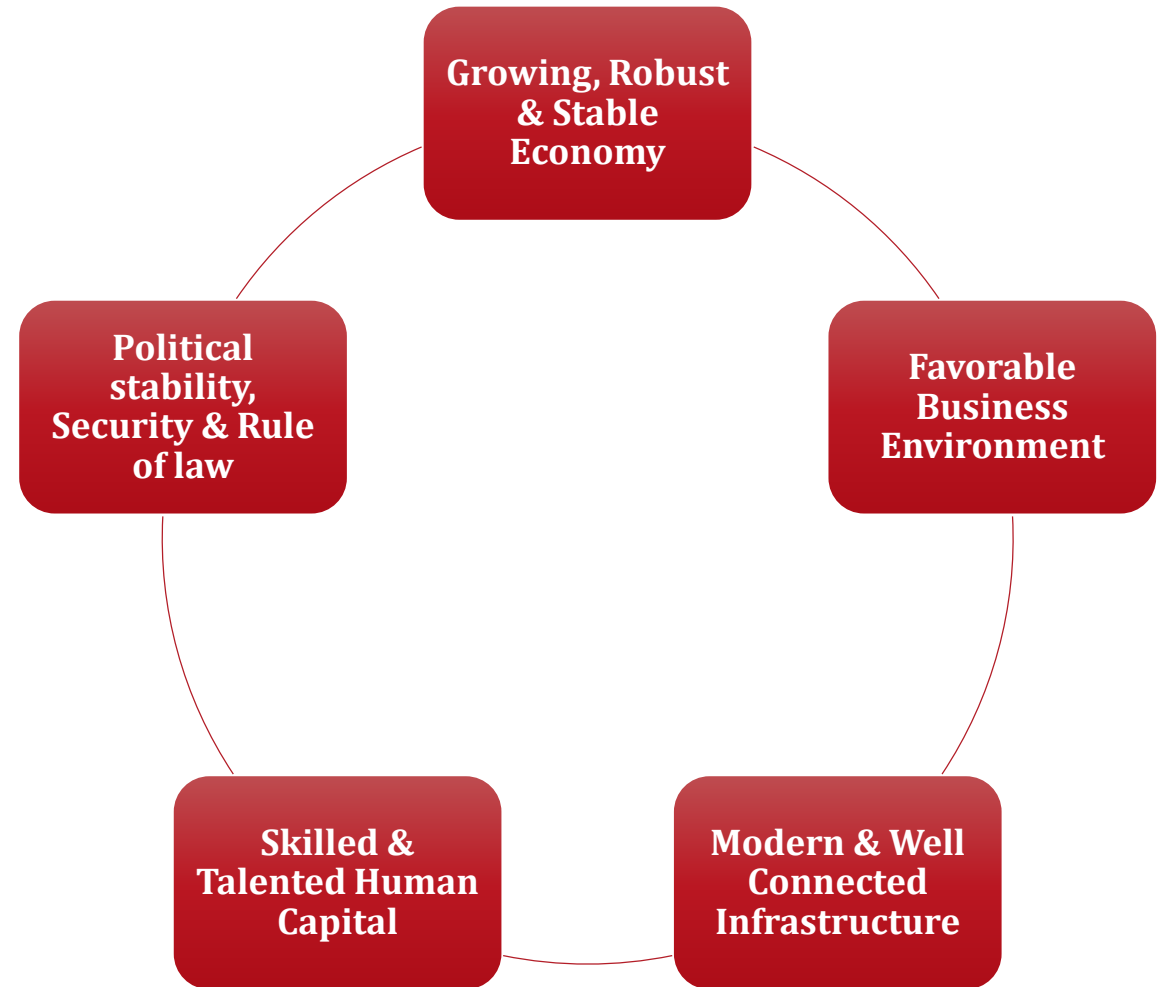 Growing, Robust
& Stable
Economy
Political
stability,
Security & Rule
of law
Favorable
Business
Environment
Skilled &
Talented Human
Capital
Modern & Well
Connected
Infrastructure